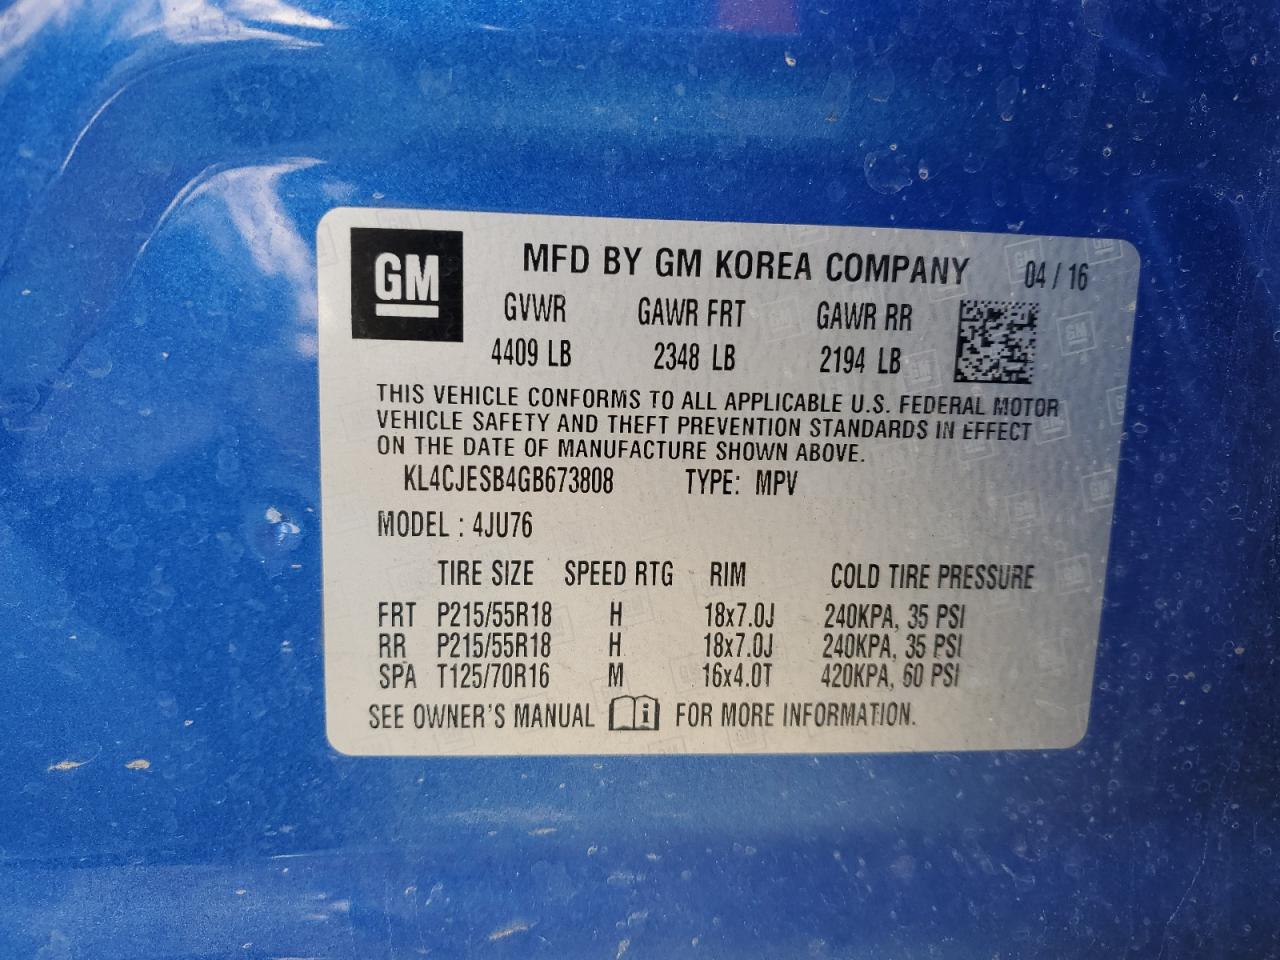 GM
MFD BY GM KOREA COMPANY 04 / 16
GVWR GAWR FRT GAWR RR
4409 LB 2348 LB 2194 LB
THIS VEHICLE CONFORMS TO ALL APPLICABLE U.S. FEDERAL MOTOR
VEHICLE SAFETY AND THEFT PREVENTION STANDARDS IN EFFECT
ON THE DATE OF MANUFACTURE SHOWN ABOVE.
KL4CJESB4GB673808 TYPE: MPV
MODEL : 4JU76
TIRE SIZE SPEED RTG RIM COLD TIRE PRESSURE
FRT P215/55R18 H 18x7.0J 240KPA, 35 PSI
RR P215/55R18 H 18x7.0J 240KPA, 35 PSI
SPA T125/70R16 M 16x4.0T 420KPA, 60 PSI
SEE OWNER'S MANUAL i FOR MORE INFORMATION.